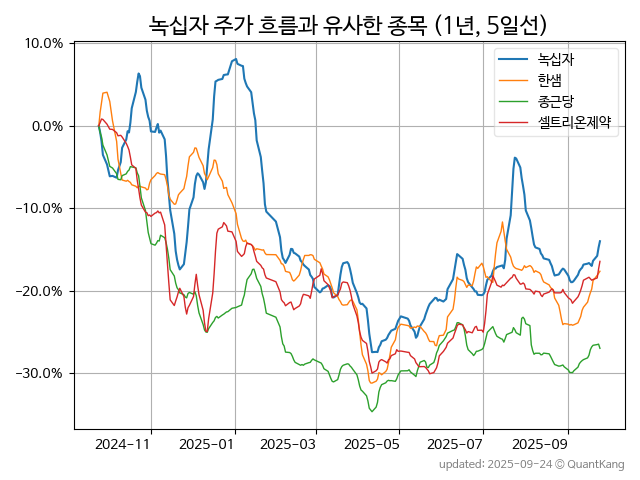 녹십자 주가 흐름과 유사한 종목 (1년, 5일선)
녹십자
한샘
종근당
셀트리온제약
10.0%
0.0%
−10.0%
−20.0%
−30.0%
2024-11 2025-01 2025-03 2025-05 2025-07 2025-09
updated: 2025-09-24 © QuantKang